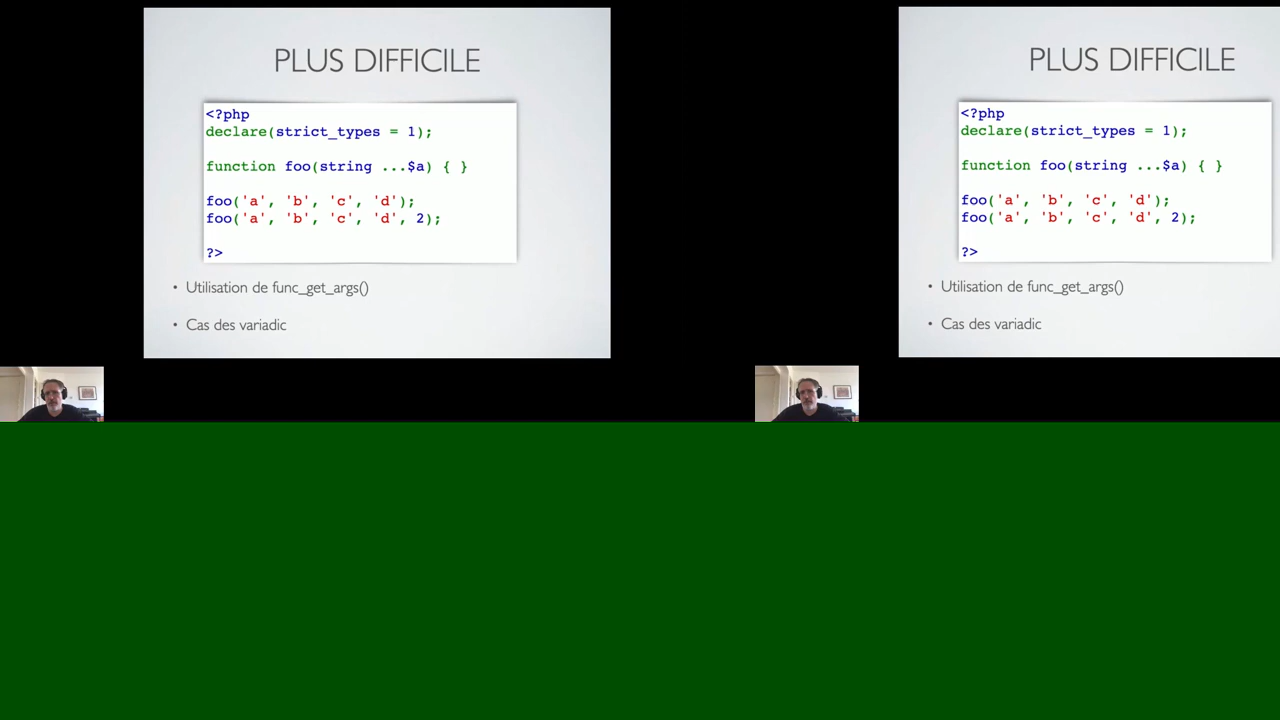 PLUS DIFFICILE
<?php
declare(strict_types = 1);
function foo(string ...$a) { }
foo('a', 'b', 'c', 'd');
foo('a', 'b', 'c', 'd', 2);
?>
• Utilisation de func_get_args()
• Cas des variadic
PLUS DIFFICILE
<?php
declare(strict_types = 1);
function foo(string ...$a) { }
foo('a', 'b', 'c', 'd');
foo('a', 'b', 'c', 'd', 2);
?>
• Utilisation de func_get_args()
• Cas des variadic